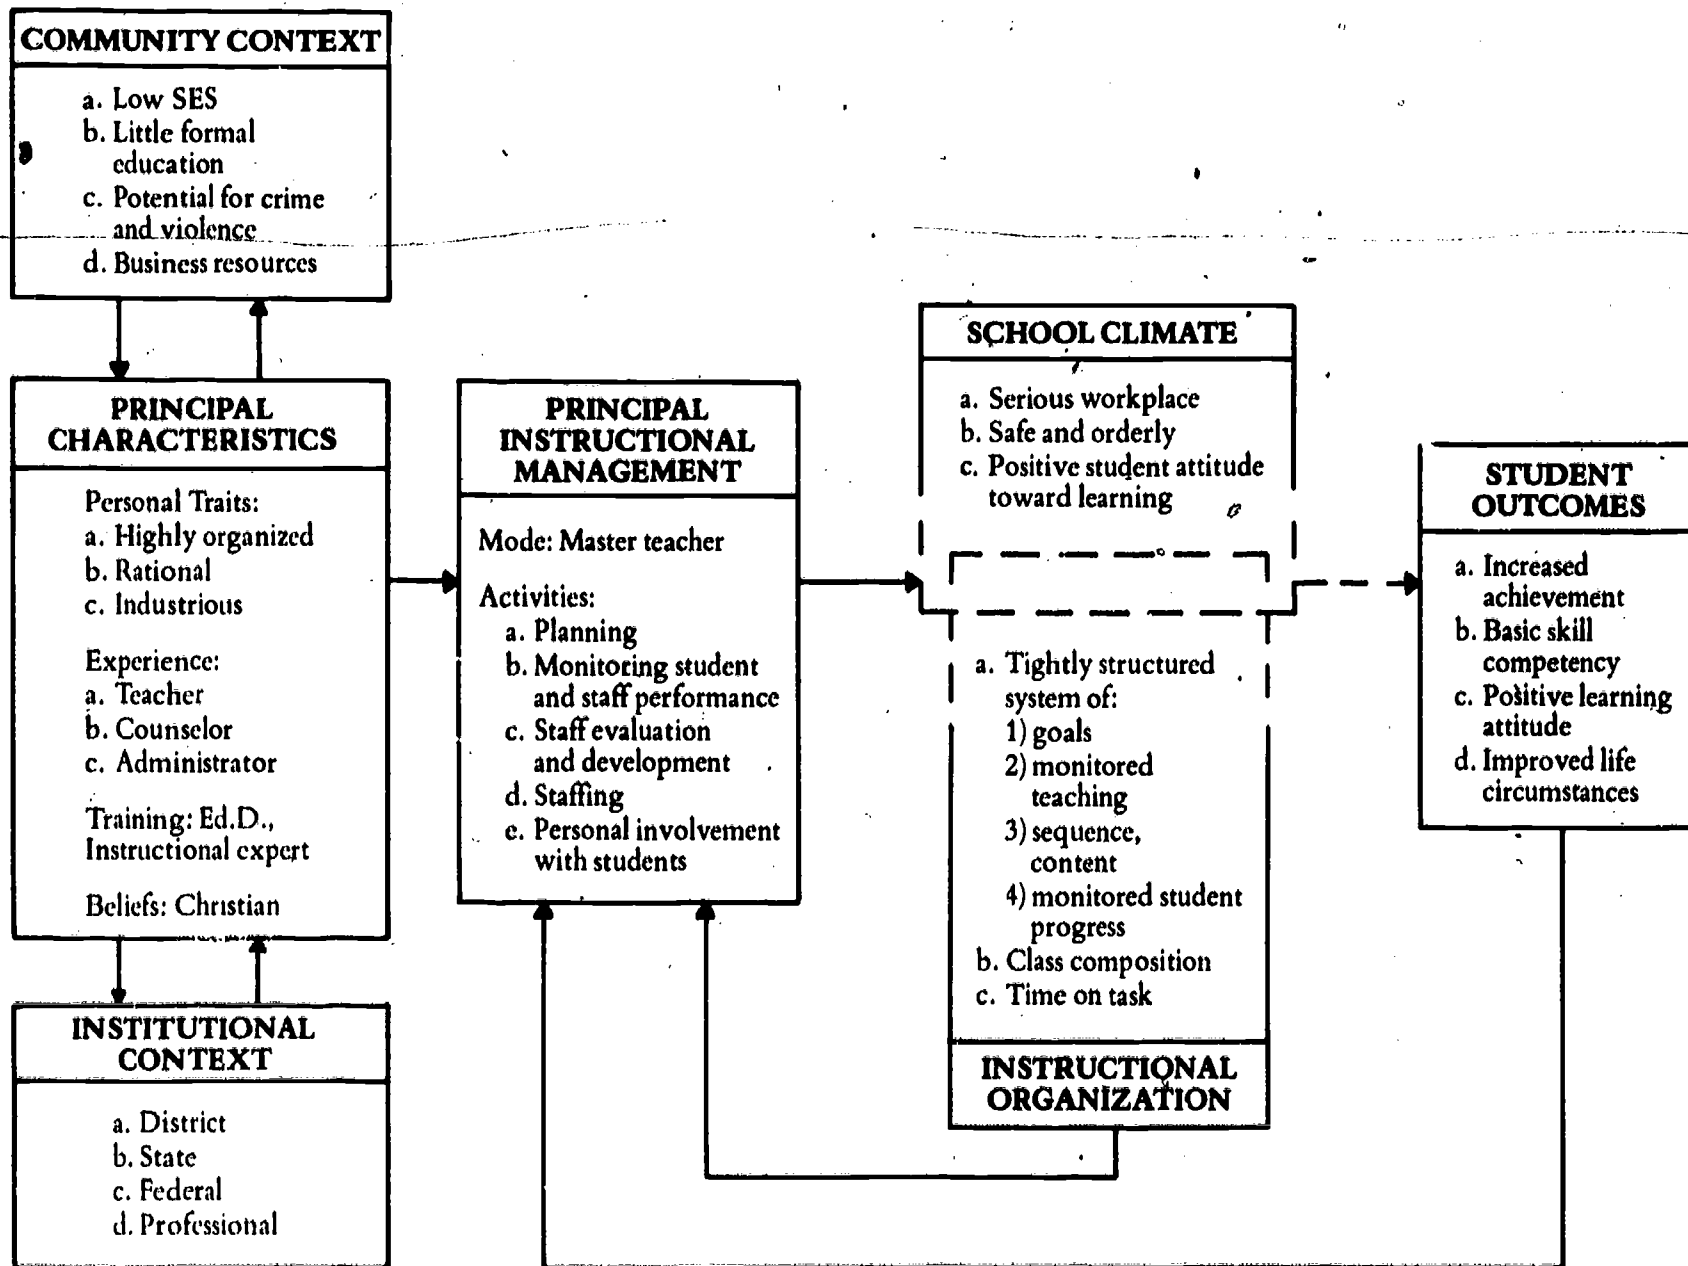 COMMUNITY CONTEXT
a. Low SES
b. Little formal
education
c. Potential for crime
and violence
d. Business resources
PRINCIPAL
CHARACTERISTICS
Personal Traits:
a. Highly organized
b. Rational
c. Industrious
Experience:
a. Teacher
b. Counselor
c. Administrator
Training: Ed.D.,
Instructional expert
Beliefs: Christian
INSTITUTIONAL
CONTEXT
a. District
b. State
c. Federal
d. Professional
PRINCIPAL
INSTRUCTIONAL
MANAGEMENT
Mode: Master teacher
Activities:
a. Planning
b. Monitoring student
and staff performance
c. Staff evaluation
and development
d. Staffing
e. Personal involvement
with students
SCHOOL CLIMATE
a. Serious workplace
b. Safe and orderly
c. Positive student attitude
toward learning
a. Tightly structured
system of:
1) goals
2) monitored
teaching
3) sequence,
content
4) monitored student
progress
b. Class composition
c. Time on task
INSTRUCTIONAL
ORGANIZATION
STUDENT
OUTCOMES
a. Increased
achievement
b. Basic skill
competency
c. Positive learning
attitude
d. Improved life
circumstances